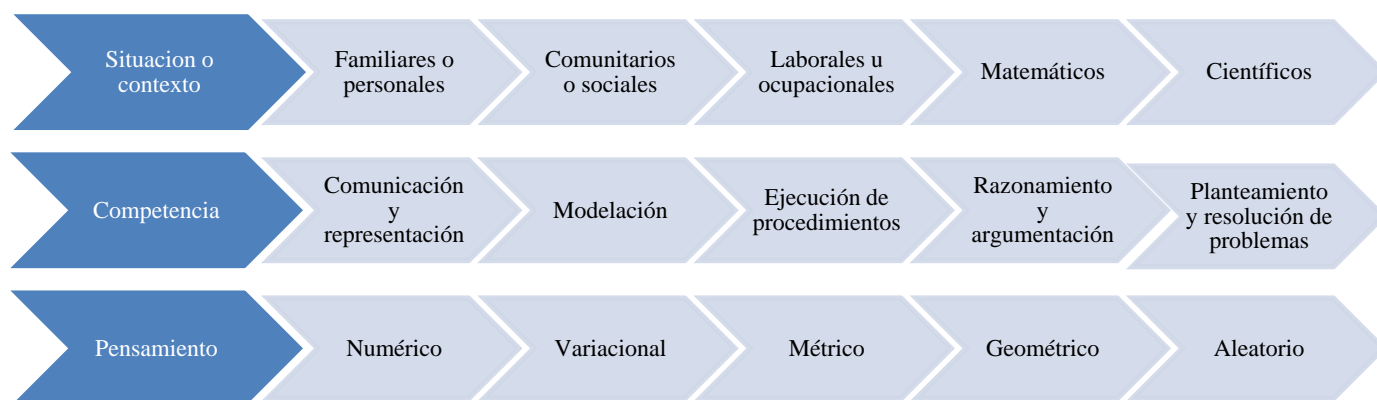 Situacion o
contexto
Familiares o
personales
Comunitarios
o sociales
Laborales u
ocupacionales
Matemáticos
Científicos
Competencia
Comunicación
y
representación
Modelación
Ejecución de
procedimientos
Razonamiento
y
argumentación
Planteamiento
y resolución de
problemas
Pensamiento
Numérico
Variacional
Métrico
Geométrico
Aleatorio